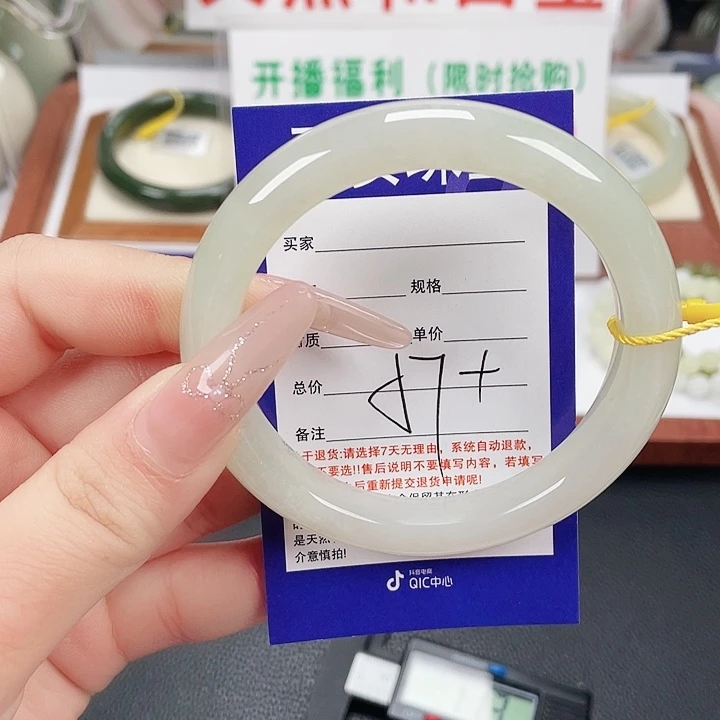 开播福利（限时抢购）
买家
规格
质
单价
总价
57+
备注
退货:请选择7天无理由，系统自动退款，
不要选!!售后说明不要填写内容，若填写
后重新提交退货申请呢!
是天然
介意慎拍!
抖音电商
QIC中心